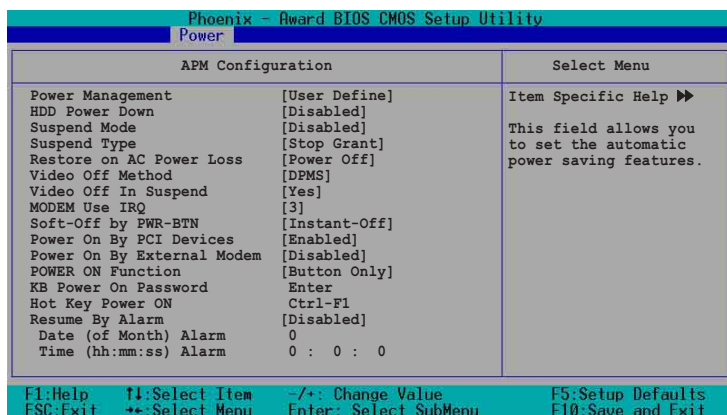 Phoenix - Award BIOS CMOS Setup Utility
Power
APM Configuration
Select Menu
Power Management [User Define]
HDD Power Down [Disabled]
Suspend Mode [Disabled]
Suspend Type [Stop Grant]
Restore on AC Power Loss [Power Off]
Video Off Method [DPMS]
Video Off In Suspend [Yes]
MODEM Use IRQ [3]
Soft-Off by PWR-BTN [Instant-Off]
Power On By PCI Devices [Enabled]
Power On By External Modem [Disabled]
POWER ON Function [Button Only]
KB Power On Password Enter
Hot Key Power ON Ctrl-F1
Resume By Alarm [Disabled]
Date (of Month) Alarm 0
Time (hh:mm:ss) Alarm 0 : 0 : 0
Item Specific Help ▶▶
This field allows you
to set the automatic
power saving features.
F1:Help ↑↓:Select Item -/+: Change Value F5:Setup Defaults
ESC:Exit →←:Select Menu Enter: Select SubMenu F10:Save and Exit